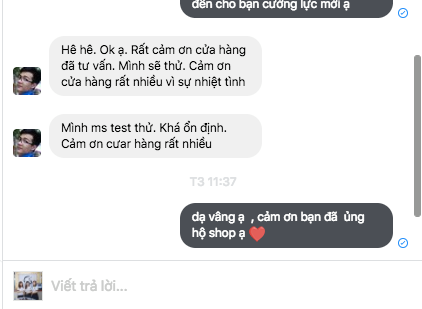 đến cho bạn cường lực mới ạ
Hê hê. Ok ạ. Rất cảm ơn cửa hàng
đã tư vấn. Mình sẽ thử. Cảm ơn
cửa hàng rất nhiều vì sự nhiệt tình
Mình ms test thử. Khá ổn định.
Cảm ơn cưar hàng rất nhiều
T3 11:37
dạ vâng ạ , cảm ơn bạn đã ủng
hộ shop ạ ❤️
Viết trả lời...